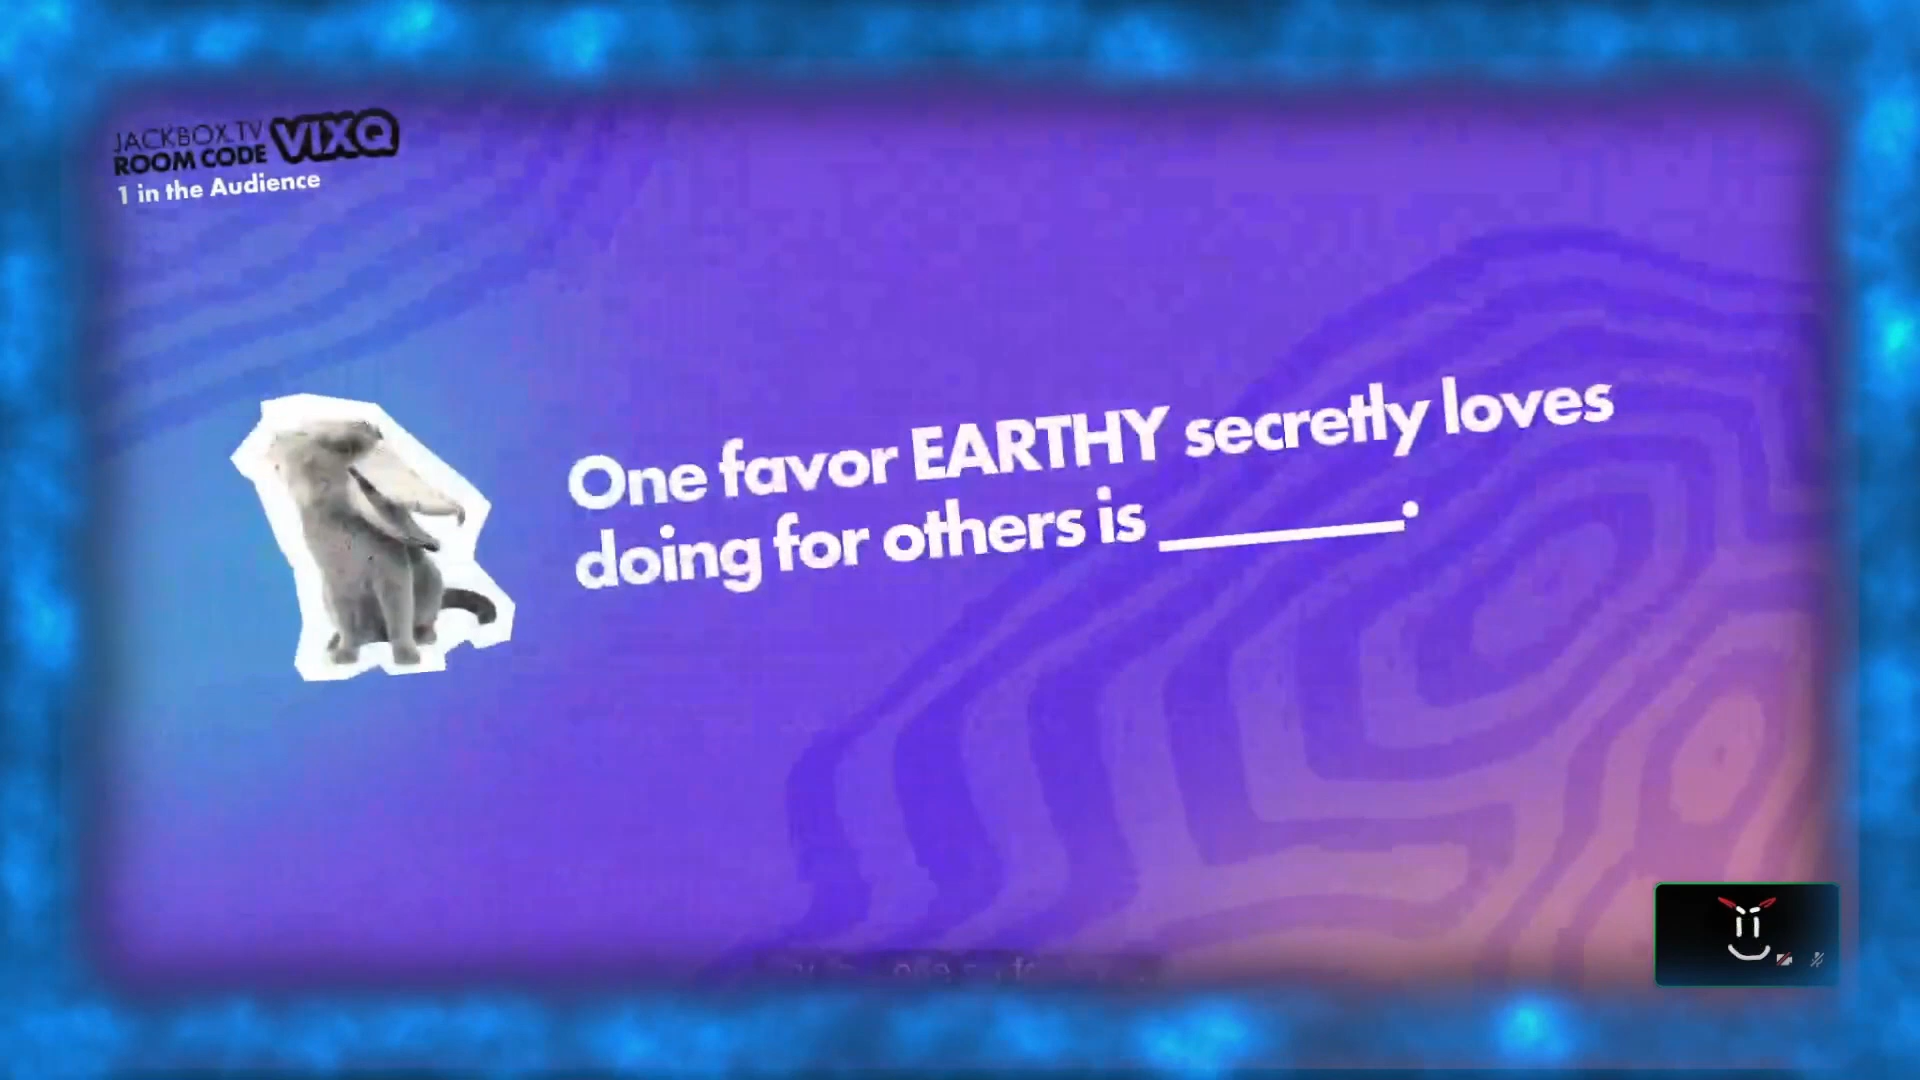 JACKBOX.TV
ROOM CODE VIXQ
1 in the Audience
One favor EARTHY secretly loves
doing for others is ______.